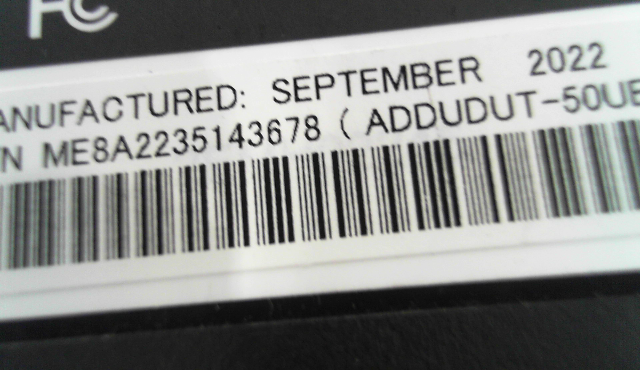 FC
ANUFACTURED: SEPTEMBER 2022
N ME8A2235143678 ( ADDUDUT-50UE